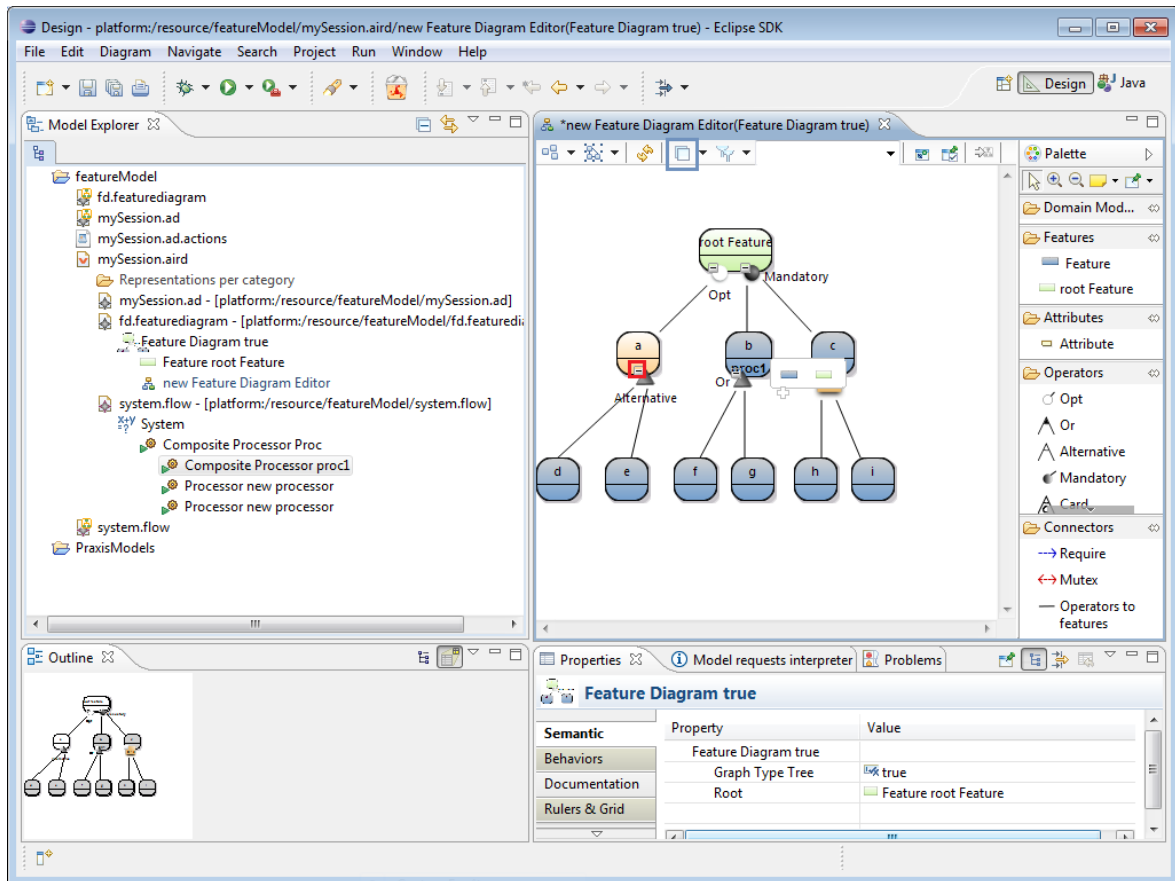 Design - platform:/resource/featureModel/mySession.aird/new Feature Diagram Editor(Feature Diagram true) - Eclipse SDK
File Edit Diagram Navigate Search Project Run Window Help
Design Java
Model Explorer
featureModel
fd.featurediagram
mySession.ad
mySession.ad.actions
mySession.aird
Representations per category
mySession.ad - [platform:/resource/featureModel/mySession.ad]
fd.featurediagram - [platform:/resource/featureModel/fd.featuredi
Feature Diagram true
Feature root Feature
new Feature Diagram Editor
system.flow - [platform:/resource/featureModel/system.flow]
System
Composite Processor Proc
Composite Processor proc1
Processor new processor
Processor new processor
system.flow
PraxisModels
*new Feature Diagram Editor(Feature Diagram true)
root Feature
Mandatory
Opt
a b c
proc1
Or
Alternative
d e f g h i
Palette
Domain Mod...
Features
Feature
root Feature
Attributes
Attribute
Operators
Opt
Or
Alternative
Mandatory
Card
Connectors
Require
Mutex
Operators to
features
Outline
Properties Model requests interpreter Problems
Feature Diagram true
Semantic
Behaviors
Documentation
Rulers & Grid
Property Value
Feature Diagram true
Graph Type Tree true
Root Feature root Feature